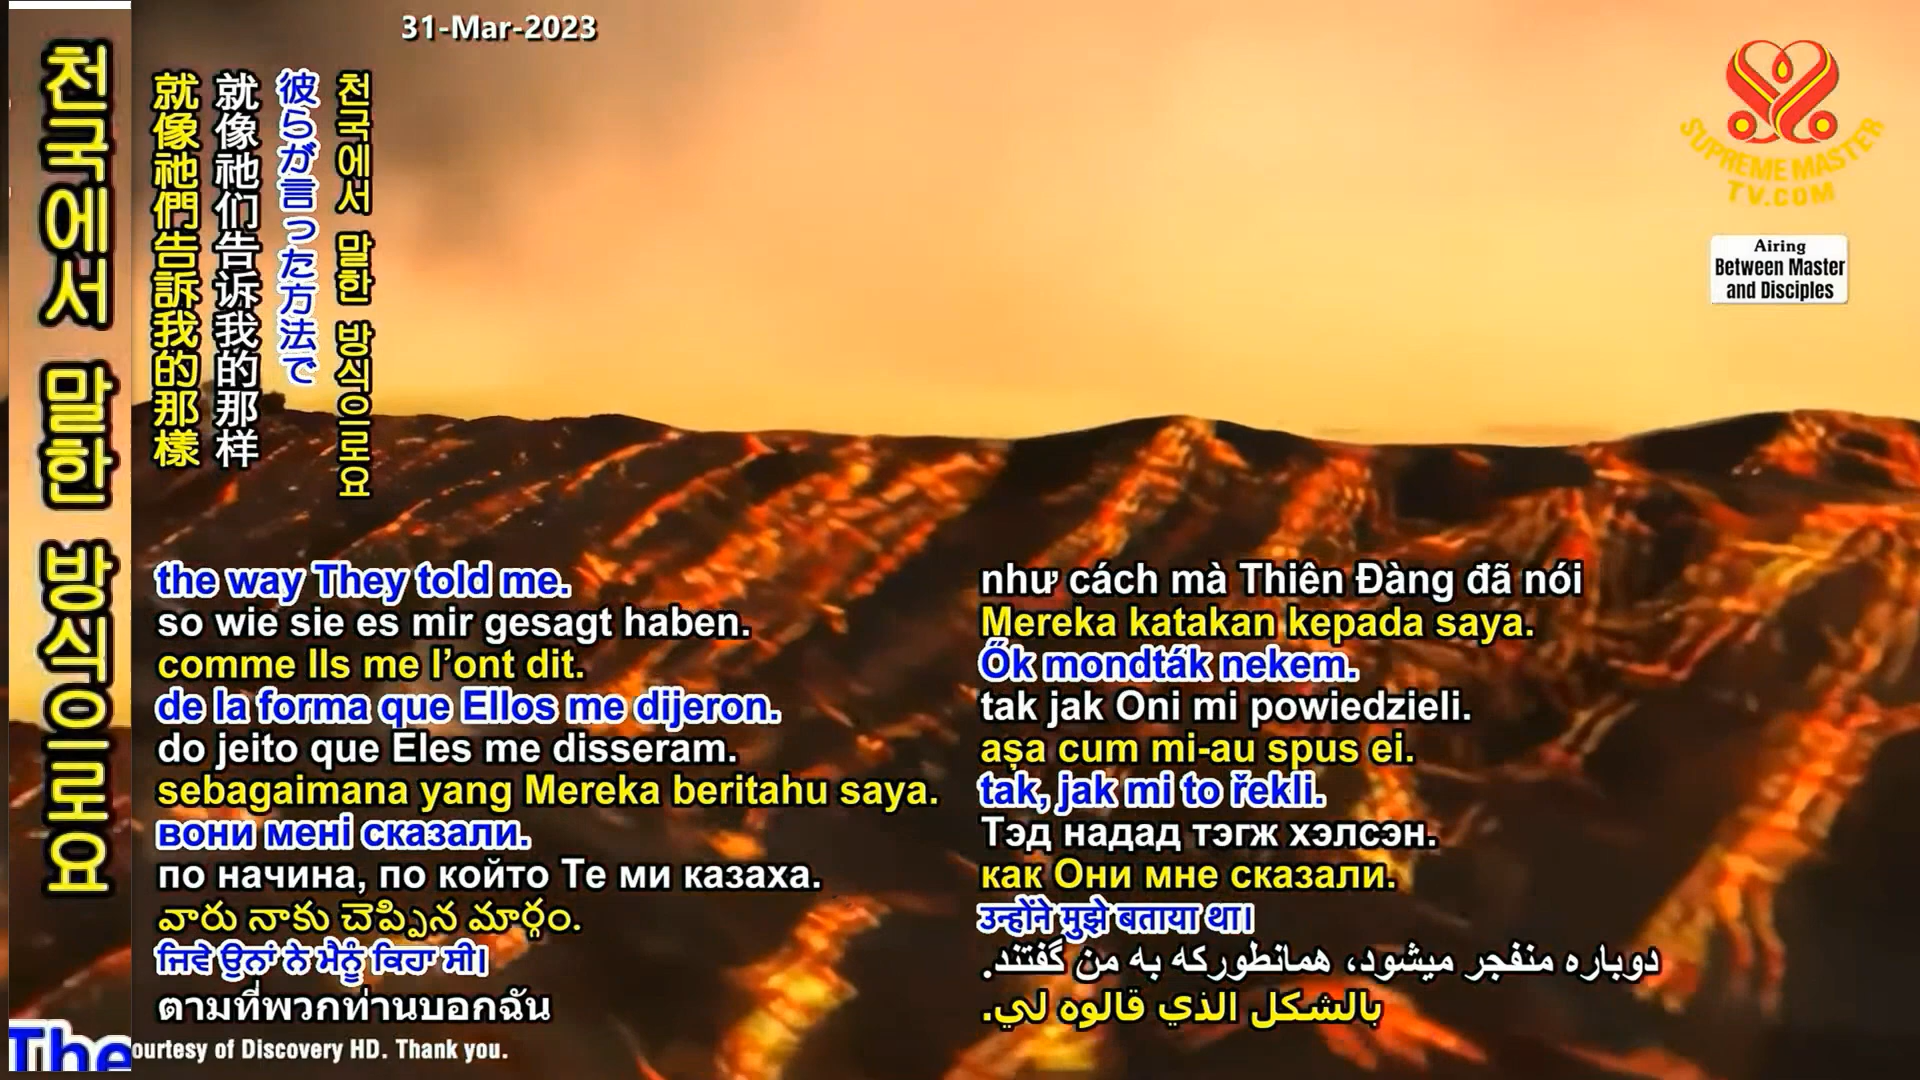 31-Mar-2023
천국에서 말한 방식으로요
就像祂們告訴我的那樣
就像祂们告诉我的那样
彼らが言った方法で
천국에서 말한 방식으로요
SUPREME MASTER
TV.COM
Airing
Between Master
and Disciples
the way They told me.
so wie sie es mir gesagt haben.
comme Ils me l’ont dit.
de la forma que Ellos me dijeron.
do jeito que Eles me disseram.
sebagaimana yang Mereka beritahu saya.
вони мені сказали.
по начина, по който Те ми казаха.
వారు నాకు చెప్పిన మార్గం.
ਜਿਵੇ ਉਨਾਂ ਨੇ ਮੈਨੂੰ ਕਿਹਾ ਸੀ।
ตามที่พวกท่านบอกฉัน
như cách mà Thiên Đàng đã nói
Mereka katakan kepada saya.
Ők mondták nekem.
tak jak Oni mi powiedzieli.
așa cum mi-au spus ei.
tak, jak mi to řekli.
Тэд надад тэгж хэлсэн.
как Они мне сказали.
उन्होंने मुझे बताया था।
دوباره منفجر میشود، همانطورکه به من گفتند.
بالشكل الذي قالوه لي.
The
ourtesy of Discovery HD. Thank you.